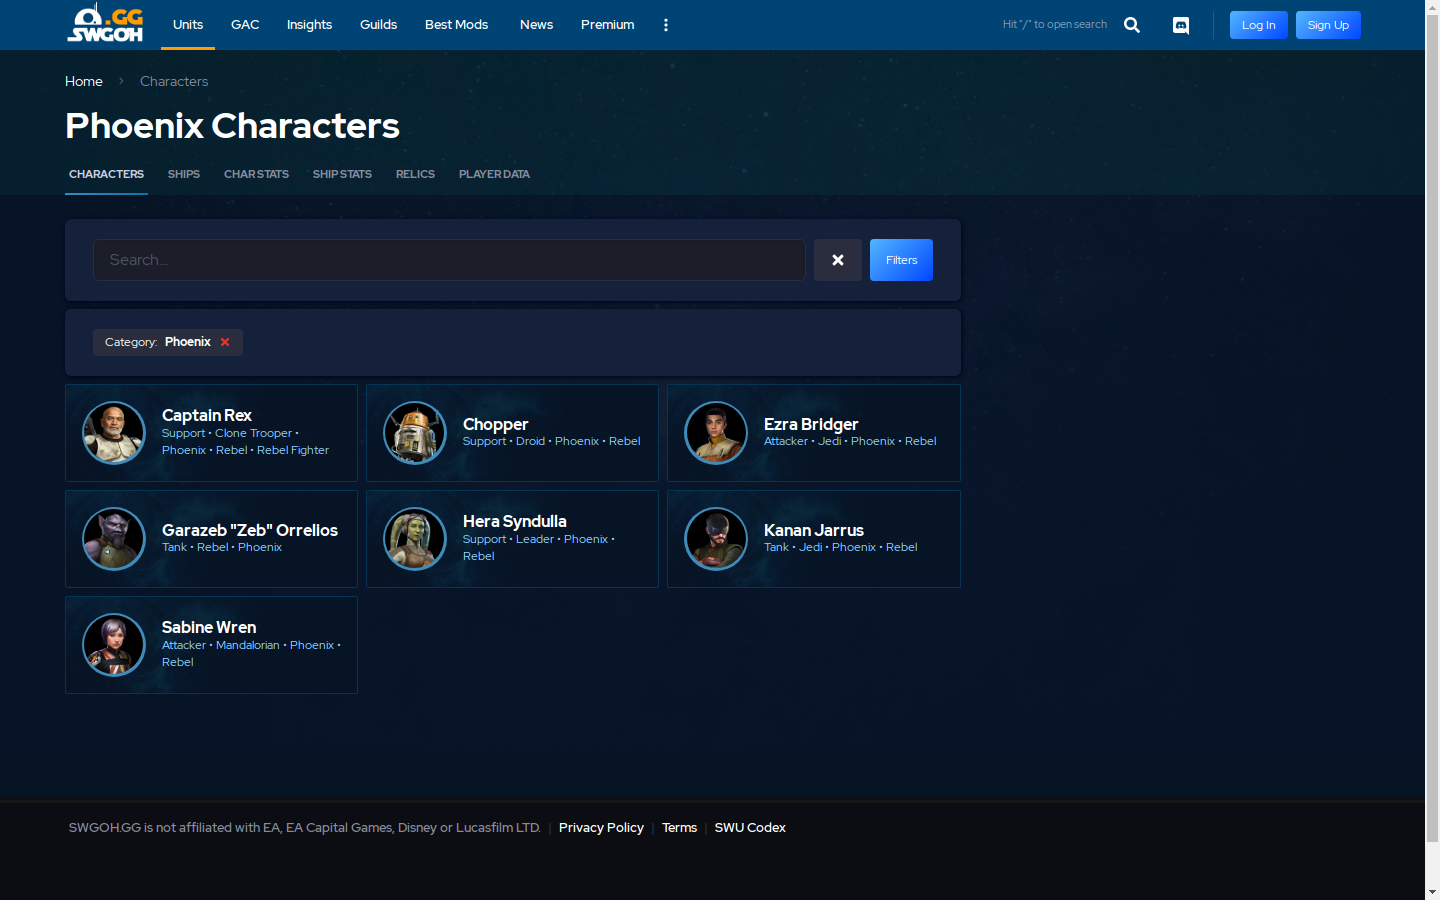 .GG
SWGOH
Units
GAC
Insights
Guilds
Best Mods
News
Premium
Hit "/" to open search
Log In
Sign Up
Home
Characters
Phoenix Characters
CHARACTERS
SHIPS
CHAR STATS
SHIP STATS
RELICS
PLAYER DATA
Search...
Filters
Category: Phoenix
Captain Rex
Support • Clone Trooper •
Phoenix • Rebel • Rebel Fighter
Chopper
Support • Droid • Phoenix • Rebel
Ezra Bridger
Attacker • Jedi • Phoenix • Rebel
Garazeb "Zeb" Orrelios
Tank • Rebel • Phoenix
Hera Syndulla
Support • Leader • Phoenix •
Rebel
Kanan Jarrus
Tank • Jedi • Phoenix • Rebel
Sabine Wren
Attacker • Mandalorian • Phoenix •
Rebel
SWGOH.GG is not affiliated with EA, EA Capital Games, Disney or Lucasfilm LTD. | Privacy Policy | Terms | SWU Codex